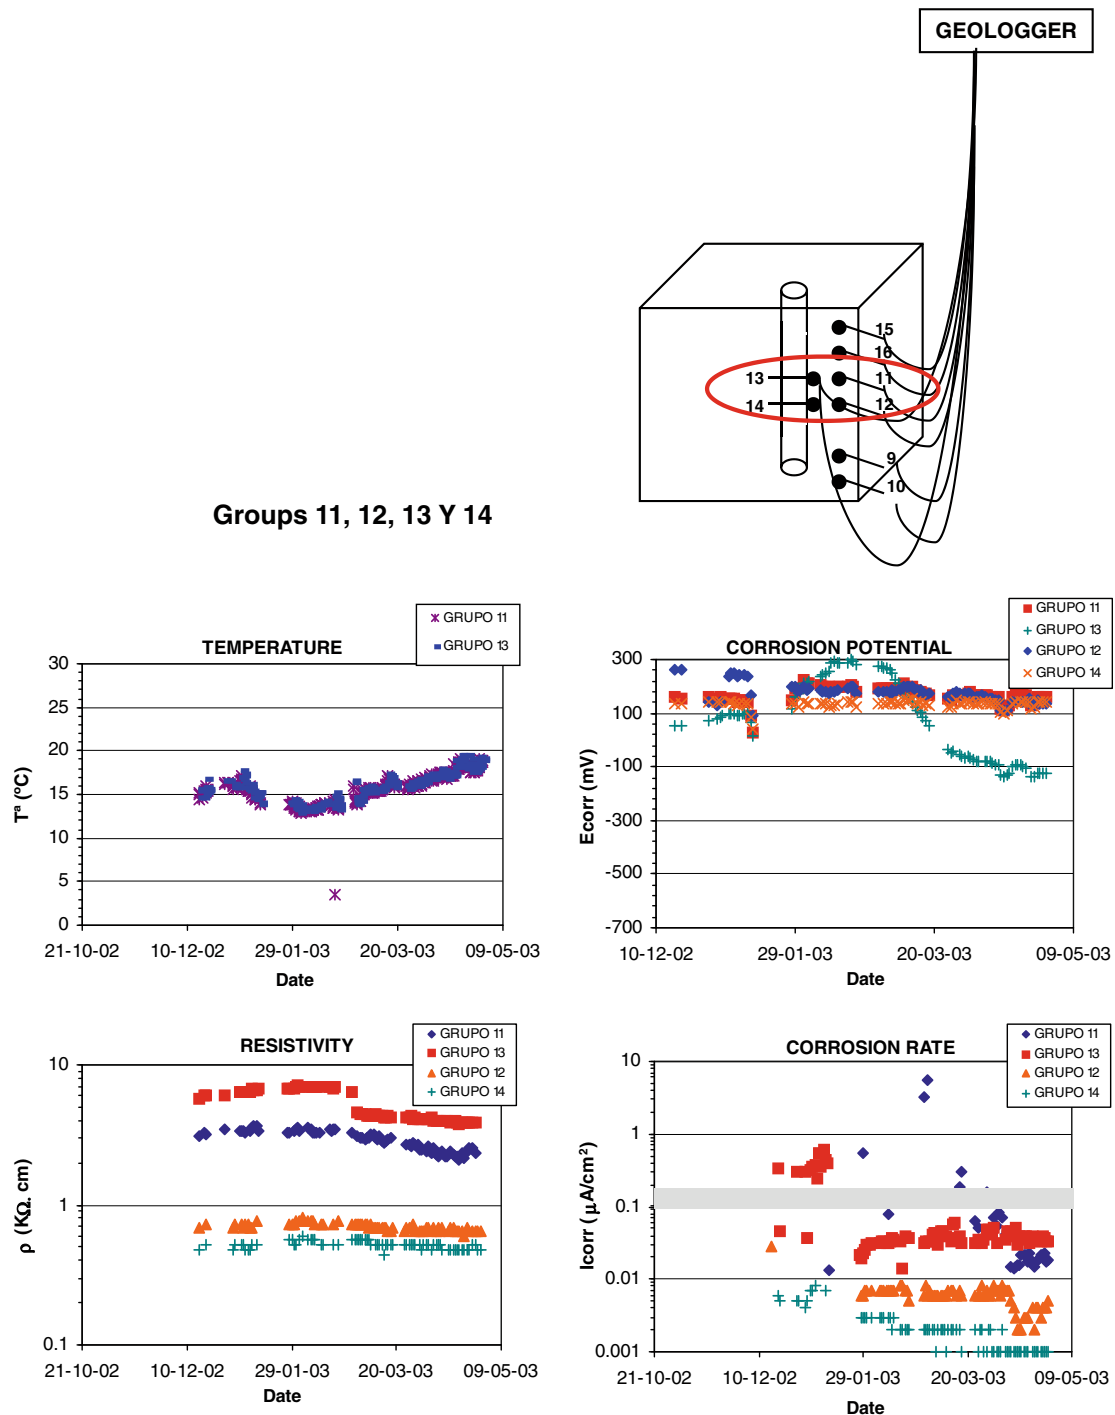 GEOLOGGER
15
16
13
11
14
12
9
10
Groups 11, 12, 13 Y 14
GRUPO 11
GRUPO 13
TEMPERATURE
30
25
20
15
10
5
0
Tª (ºC)
21-10-02 10-12-02 29-01-03 20-03-03 09-05-03
Date
GRUPO 11
GRUPO 13
GRUPO 12
GRUPO 14
CORROSION POTENTIAL
300
100
-100
-300
-500
-700
Ecorr (mV)
10-12-02 29-01-03 20-03-03 09-05-03
Date
GRUPO 11
GRUPO 13
GRUPO 12
GRUPO 14
RESISTIVITY
10
1
0.1
ρ (KΩ. cm)
21-10-02 10-12-02 29-01-03 20-03-03 09-05-03
Date
GRUPO 11
GRUPO 13
GRUPO 12
GRUPO 14
CORROSION RATE
10
1
0.1
0.01
0.001
Icorr (µA/cm²)
21-10-02 10-12-02 29-01-03 20-03-03 09-05-03
Date